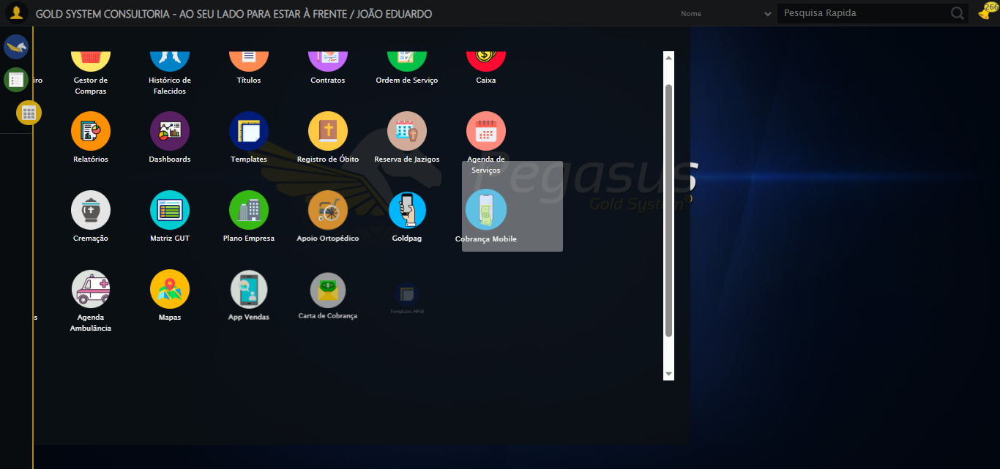 GOLD SYSTEM CONSULTORIA - AO SEU LADO PARA ESTAR À FRENTE / JOÃO EDUARDO
Nome
Pesquisa Rapida
266
iro
Gestor de
Compras
Histórico de
Falecidos
Títulos
Contratos
Ordem de Serviço
Caixa
Relatórios
Dashboards
Templates
Registro de Óbito
Reserva de Jazigos
Agenda de
Serviços
Pegasus
Gold System
Cremação
Matriz GUT
Plano Empresa
Apoio Ortopédico
Goldpag
Cobrança Mobile
s
Agenda
Ambulância
Mapas
App Vendas
Carta de Cobrança
Templates NFSE